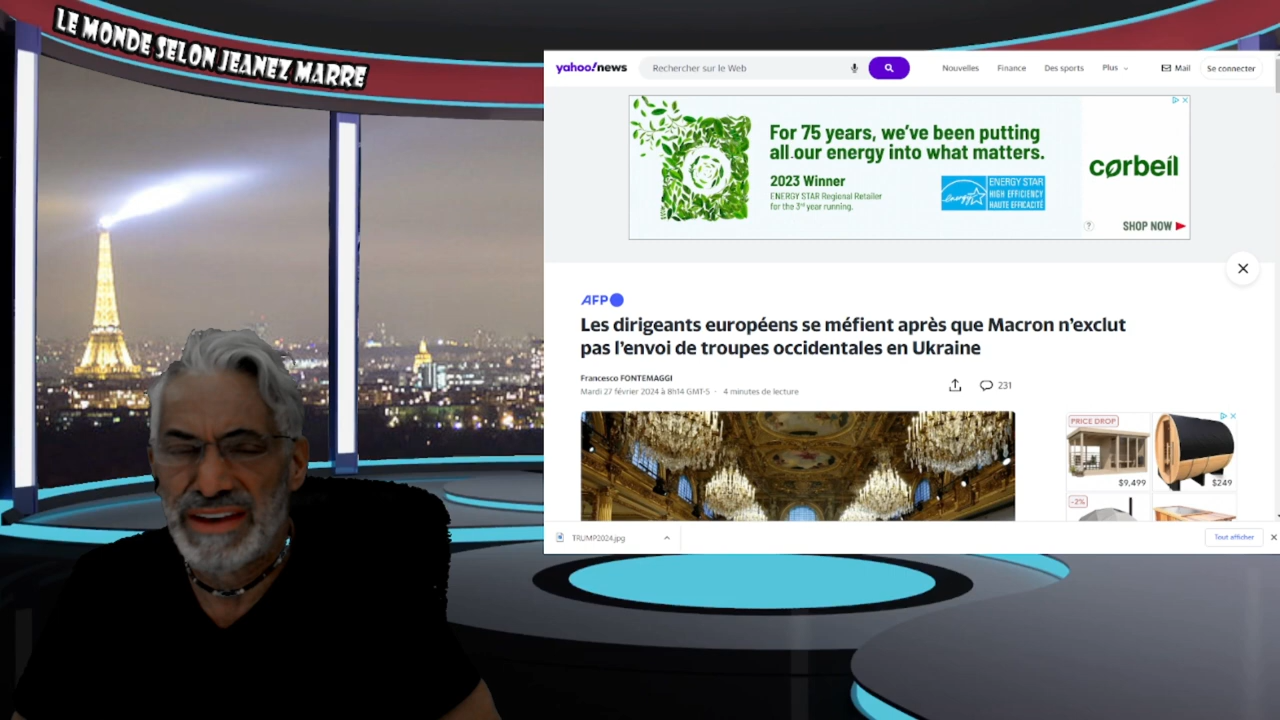 LE MONDE SELON JEANEZ MARRE
yahoo!news
Rechercher sur le Web
Nouvelles
Finance
Des sports
Plus
Mail
Se connecter
For 75 years, we've been putting
all our energy into what matters.
2023 Winner
ENERGY STAR Regional Retailer
for the 3rd year running.
energy
ENERGY STAR
HIGH EFFICIENCY
HAUTE EFFICACITÉ
corbeil
SHOP NOW
AFP
Les dirigeants européens se méfient après que Macron n'exclut
pas l'envoi de troupes occidentales en Ukraine
Francesco FONTEMAGGI
Mardi 27 février 2024 à 8h14 GMT-5 · 4 minutes de lecture
231
PRICE DROP
$9,499
$249
-2%
TRUMP2024.jpg
Tout afficher